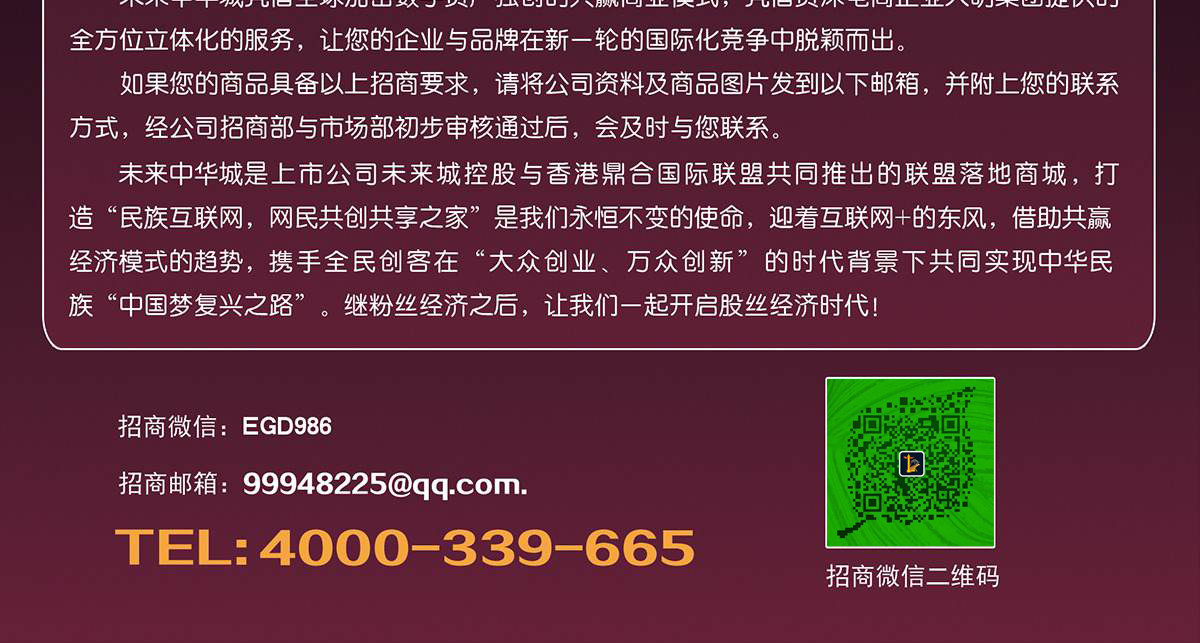 全方位立体化的服务，让您的企业与品牌在新一轮的国际化竞争中脱颖而出。
如果您的商品具备以上招商要求，请将公司资料及商品图片发到以下邮箱，并附上您的联系
方式，经公司招商部与市场部初步审核通过后，会及时与您联系。
未来中华城是上市公司未来城控股与香港鼎合国际联盟共同推出的联盟落地商城，打
造“民族互联网，网民共创共享之家”是我们永恒不变的使命，迎着互联网+的东风，借助共赢
经济模式的趋势，携手全民创客在“大众创业、万众创新”的时代背景下共同实现中华民
族“中国梦复兴之路”。继粉丝经济之后，让我们一起开启股丝经济时代！
招商微信：EGD986
招商邮箱：99948225@qq.com.
TEL:4000-339-665
招商微信二维码